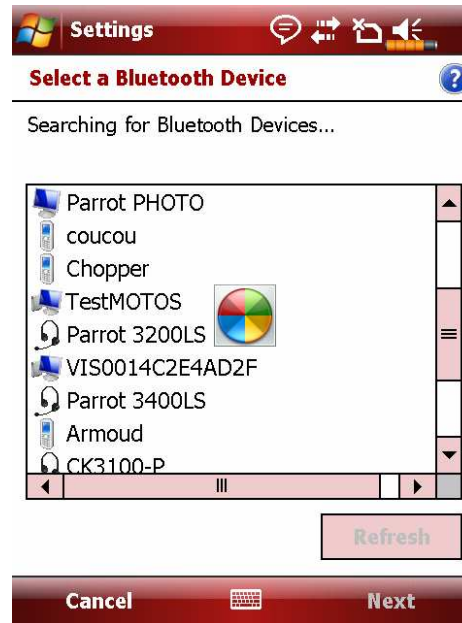 Settings
Select a Bluetooth Device
Searching for Bluetooth Devices...
Parrot PHOTO
coucou
Chopper
TestMOTOS
Parrot 3200LS
VIS0014C2E4AD2F
Parrot 3400LS
Armoud
CK3100-P
Refresh
Cancel
Next